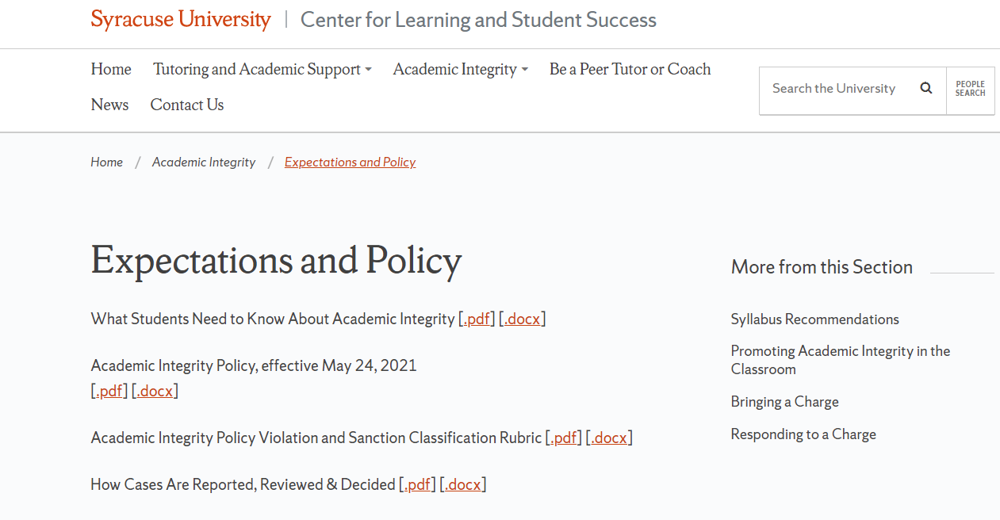 Syracuse University | Center for Learning and Student Success
Home Tutoring and Academic Support Academic Integrity Be a Peer Tutor or Coach
News Contact Us
Search the University
PEOPLE
SEARCH
Home / Academic Integrity / Expectations and Policy
Expectations and Policy
What Students Need to Know About Academic Integrity [.pdf] [.docx]
Academic Integrity Policy, effective May 24, 2021
[.pdf] [.docx]
Academic Integrity Policy Violation and Sanction Classification Rubric [.pdf] [.docx]
How Cases Are Reported, Reviewed & Decided [.pdf] [.docx]
More from this Section
Syllabus Recommendations
Promoting Academic Integrity in the
Classroom
Bringing a Charge
Responding to a Charge